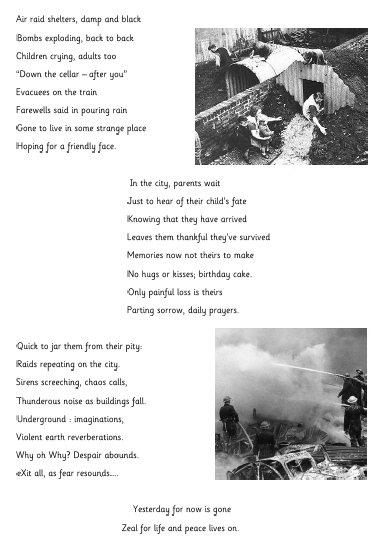 Air raid shelters, damp and black
Bombs exploding, back to back
Children crying, adults too
“Down the cellar – after you”
Evacuees on the train
Farewells said in pouring rain
Gone to live in some strange place
Hoping for a friendly face.
In the city, parents wait
Just to hear of their child's fate
Knowing that they have arrived
Leaves them thankful they've survived
Memories now not theirs to make
No hugs or kisses; birthday cake.
Only painful loss is theirs
Parting sorrow, daily prayers.
Quick to jar them from their pity:
Raids repeating on the city.
Sirens screeching, chaos calls,
Thunderous noise as buildings fall.
Underground : imaginations,
Violent earth reverberations.
Why oh Why? Despair abounds.
eXit all, as fear resounds....
Yesterday for now is gone
Zeal for life and peace lives on.